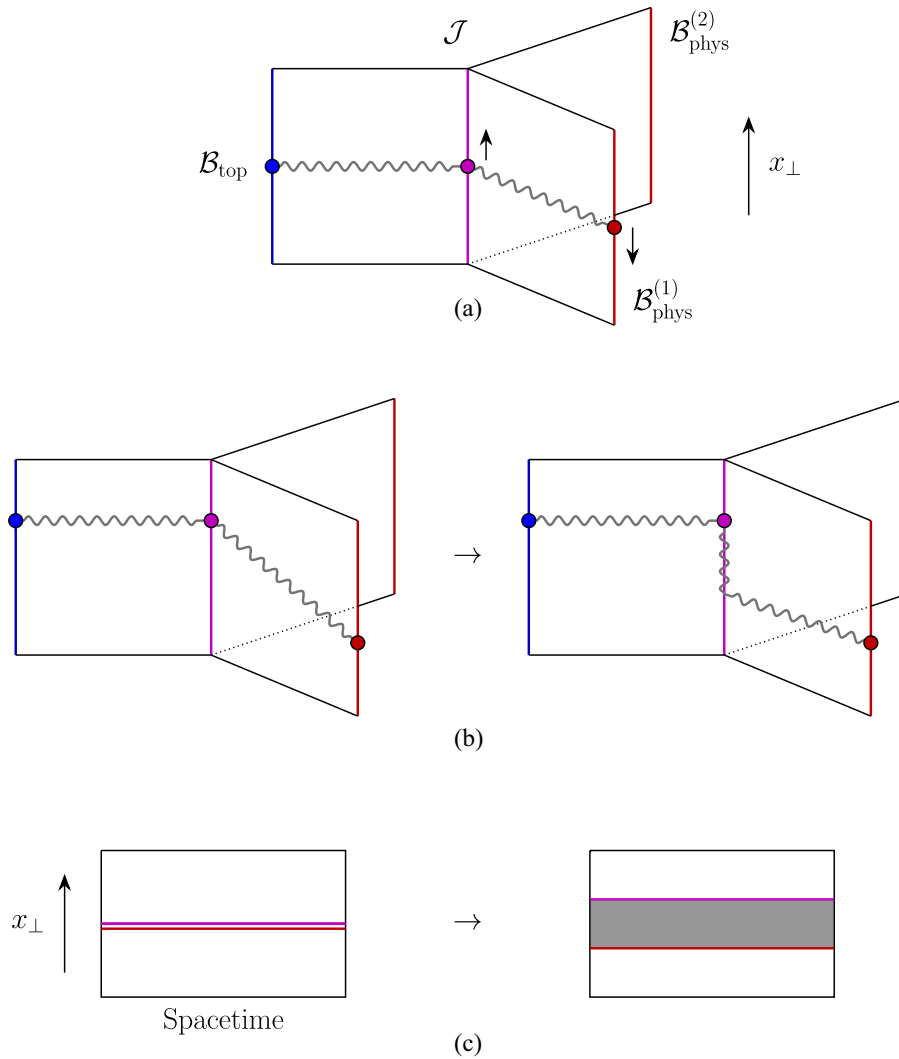 𝒥
ℬ_phys^(2)
ℬ_top
x_⊥
ℬ_phys^(1)
(a)
→
(b)
x_⊥
→
Spacetime
(c)